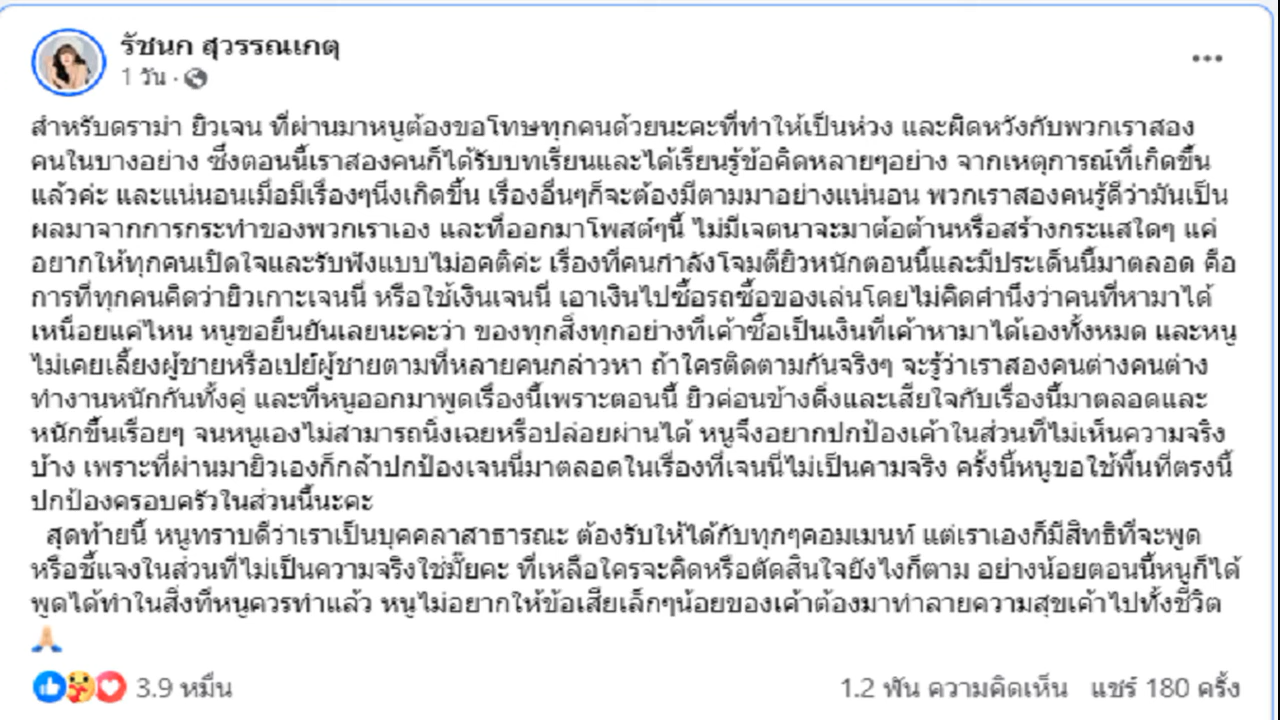 รัชนก สุวรรณเกตุ
1 วัน ·
สำหรับดราม่า ยิวเจน ที่ผ่านมาหนูต้องขอโทษทุกคนด้วยนะคะที่ทำให้เป็นห่วง และผิดหวังกับพวกเราสอง
คนในบางอย่าง ซึ่งตอนนี้เราสองคนก็ได้รับบทเรียนและได้เรียนรู้ข้อคิดหลายๆอย่าง จากเหตุการณ์ที่เกิดขึ้น
แล้วค่ะ และแน่นอนเมื่อมีเรื่องๆนึงเกิดขึ้น เรื่องอื่นๆก็จะต้องมีตามมาอย่างแน่นอน พวกเราสองคนรู้ดีว่ามันเป็น
ผลมาจากการกระทำของพวกเราเอง และที่ออกมาโพสต์ๆนี้ ไม่มีเจตนาจะมาต่อต้านหรือสร้างกระแสใดๆ แค่
อยากให้ทุกคนเปิดใจและรับฟังแบบไม่อคติค่ะ เรื่องที่คนกำลังโจมตียิวหนักตอนนี้และมีประเด็นนี้มาตลอด คือ
การที่ทุกคนคิดว่ายิวเกาะเจนนี่ หรือใช้เงินเจนนี่ เอาเงินไปซื้อรถซื้อของเล่นโดยไม่คิดคำนึงว่าคนที่หามาได้
เหนื่อยแค่ไหน หนูขอยืนยันเลยนะคะว่า ของทุกสิ่งทุกอย่างที่เค้าซื้อเป็นเงินที่เค้าหามาได้เองทั้งหมด และหนู
ไม่เคยเลี้ยงผู้ชายหรือเปย์ผู้ชายตามที่หลายคนกล่าวหา ถ้าใครติดตามกันจริงๆ จะรู้ว่าเราสองคนต่างคนต่าง
ทำงานหนักกันทั้งคู่ และที่หนูออกมาพูดเรื่องนี้เพราะตอนนี้ ยิวค่อนข้างดิ่งและเสียใจกับเรื่องนี้มาตลอดและ
หนักขึ้นเรื่อยๆ จนหนูเองไม่สามารถนิ่งเฉยหรือปล่อยผ่านได้ หนูจึงอยากปกป้องเค้าในส่วนที่ไม่เห็นความจริง
บ้าง เพราะที่ผ่านมายิวเองก็กล้าปกป้องเจนนี่มาตลอดในเรื่องที่เจนนี่ไม่เป็นคามจริง ครั้งนี้หนูขอใช้พื้นที่ตรงนี้
ปกป้องครอบครัวในส่วนนี้นะคะ
สุดท้ายนี้ หนูทราบดีว่าเราเป็นบุคคลาสาธารณะ ต้องรับให้ได้กับทุกๆคอมเมนท์ แต่เราเองก็มีสิทธิที่จะพูด
หรือชี้แจงในส่วนที่ไม่เป็นความจริงใช่มั๊ยคะ ที่เหลือใครจะคิดหรือตัดสินใจยังไงก็ตาม อย่างน้อยตอนนี้หนูก็ได้
พูดได้ทำในสิ่งที่หนูควรทำแล้ว หนูไม่อยากให้ข้อเสียเล็กๆน้อยของเค้าต้องมาทำลายความสุขเค้าไปทั้งชีวิต
🙏🏼
3.9 หมื่น 1.2 พัน ความคิดเห็น แชร์ 180 ครั้ง